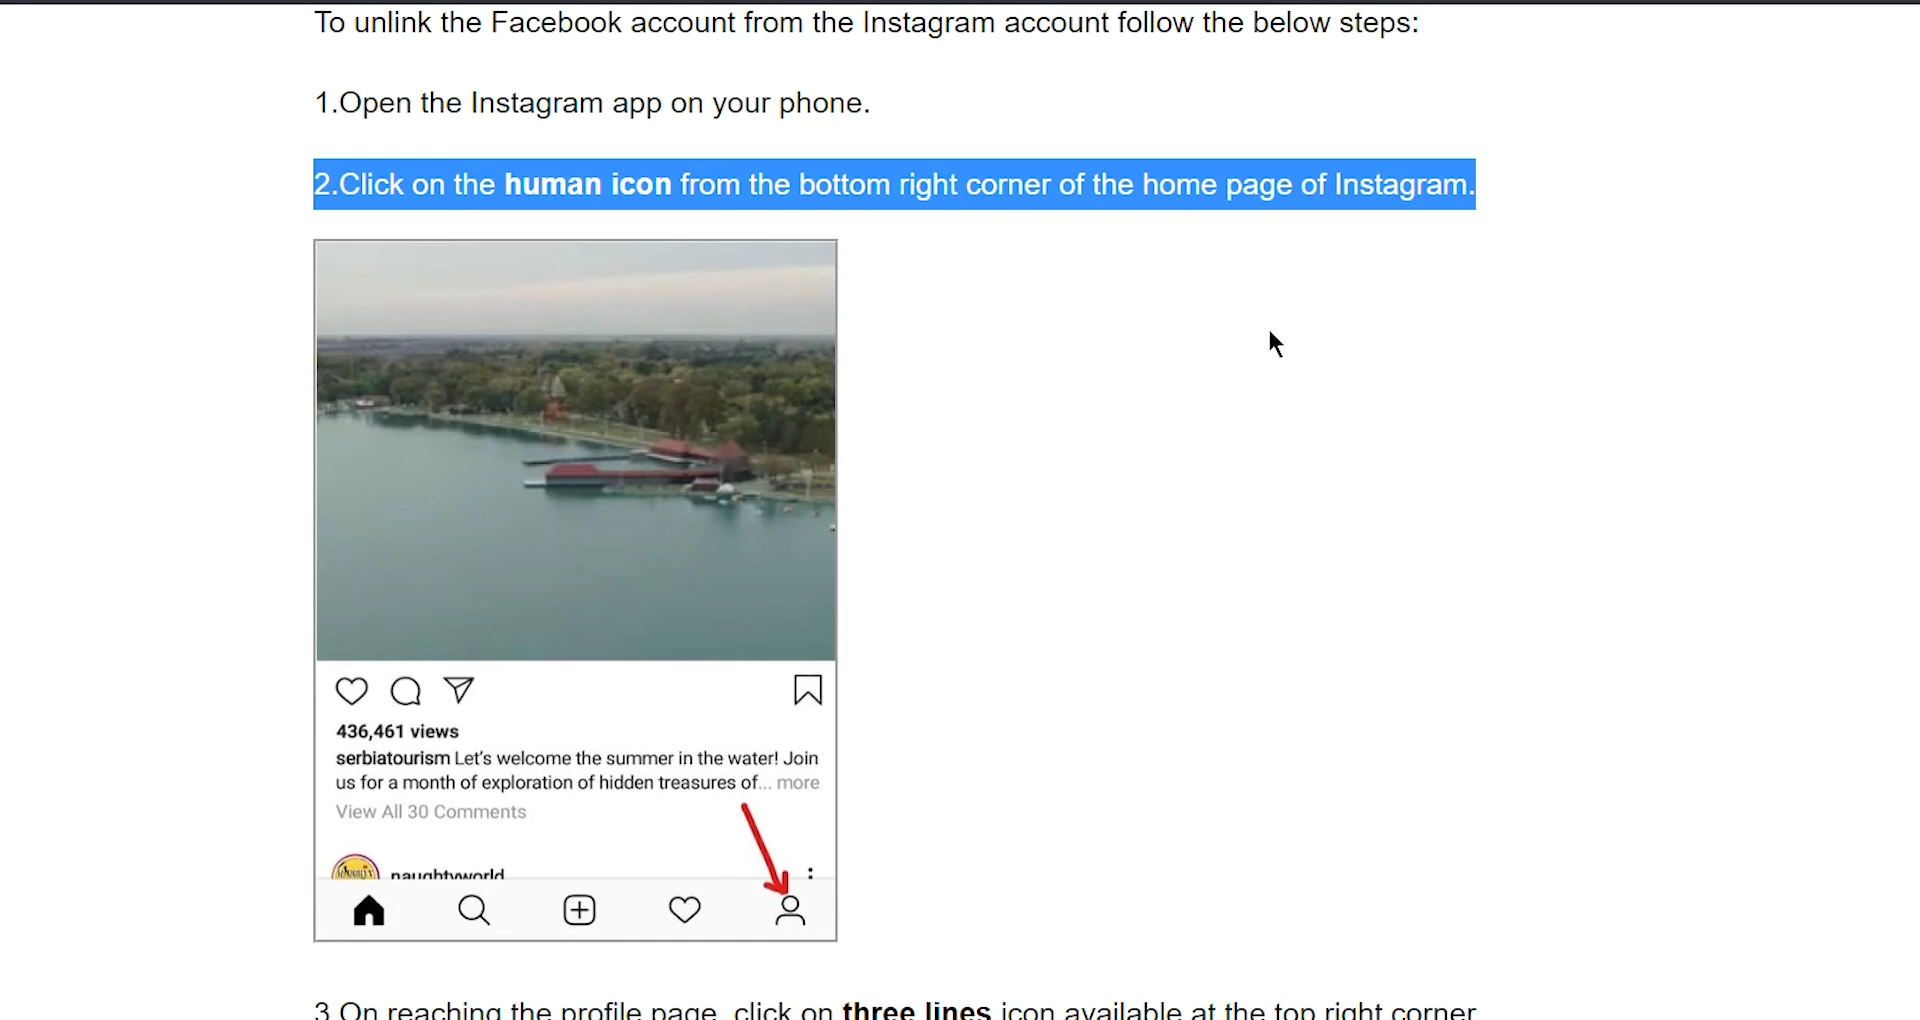 To unlink the Facebook account from the Instagram account follow the below steps:
1.Open the Instagram app on your phone.
2.Click on the human icon from the bottom right corner of the home page of Instagram.
436,461 views
serbiatourism Let's welcome the summer in the water! Join
us for a month of exploration of hidden treasures of... more
View All 30 Comments
naughtyworld
3.On reaching the profile page, click on three lines icon available at the top right corner